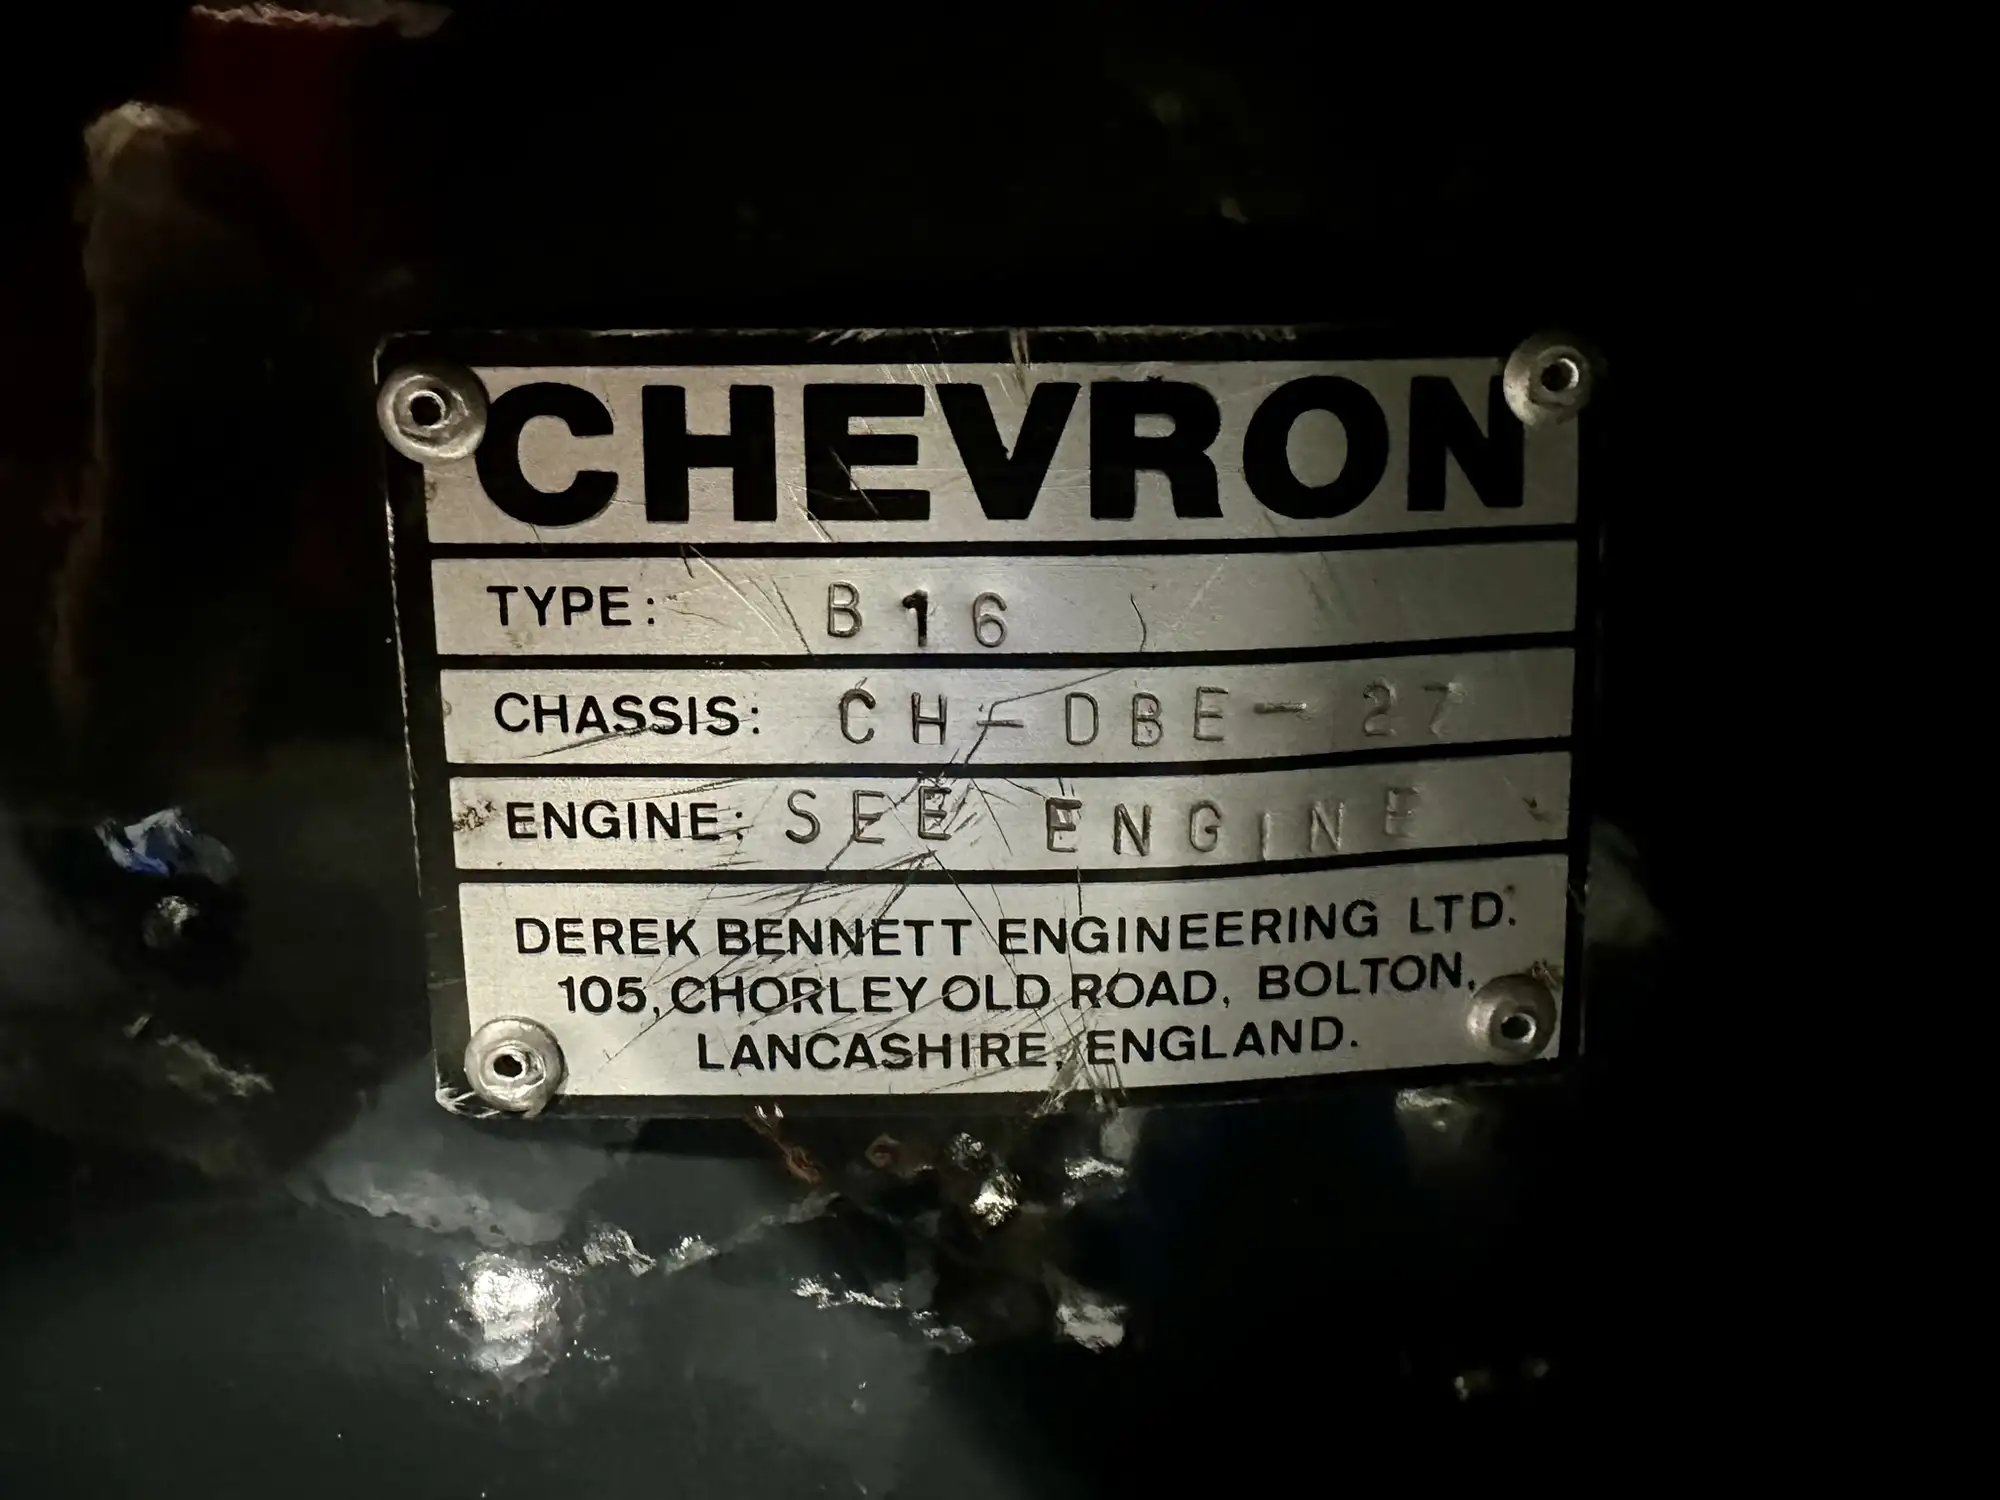 CHEVRON
TYPE: B16
CHASSIS: CH-DBE-27
ENGINE: SEE ENGINE
DEREK BENNETT ENGINEERING LTD.
105, CHORLEY OLD ROAD, BOLTON,
LANCASHIRE, ENGLAND.